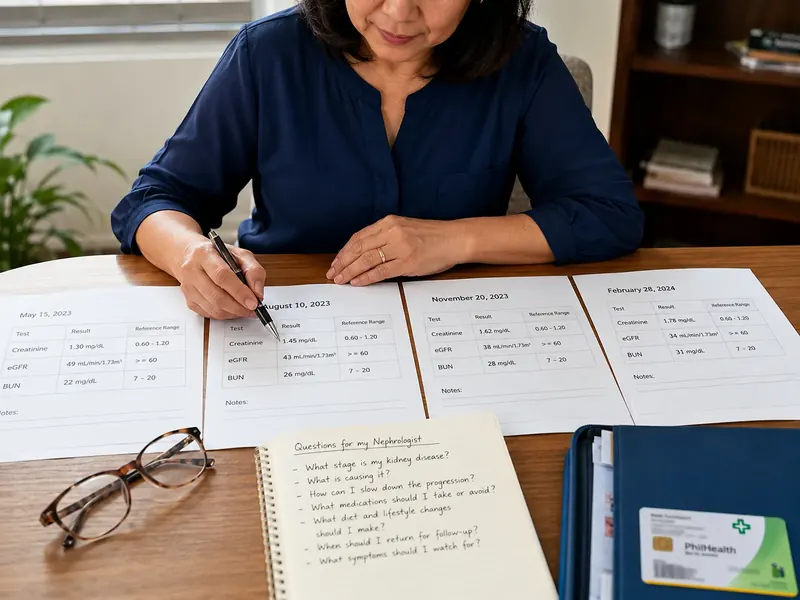 May 15, 2023
Test Result Reference Range
Creatinine 1.30 mg/dL 0.60 - 1.20
eGFR 49 mL/min/1.73m² >= 60
BUN 22 mg/dL 7 - 20
Notes:
August 10, 2023
Test Result Reference Range
Creatinine 1.45 mg/dL 0.60 - 1.20
eGFR 43 mL/min/1.73m² >= 60
BUN 26 mg/dL 7 - 20
Notes:
November 20, 2023
Test Result Reference Range
Creatinine 1.62 mg/dL 0.60 - 1.20
eGFR 38 mL/min/1.73m² >= 60
BUN 28 mg/dL 7 - 20
Notes:
February 28, 2024
Test Result Reference Range
Creatinine 1.78 mg/dL 0.60 - 1.20
eGFR 34 mL/min/1.73m² >= 60
BUN 31 mg/dL 7 - 20
Notes:
Questions for my Nephrologist
- What stage is my kidney disease?
- What is causing it?
- How can I slow down the progression?
- What medications should I take or avoid?
- What diet and lifestyle changes
should I make?
- When should I return for follow-up?
- What symptoms should I watch for?
PhilHealth